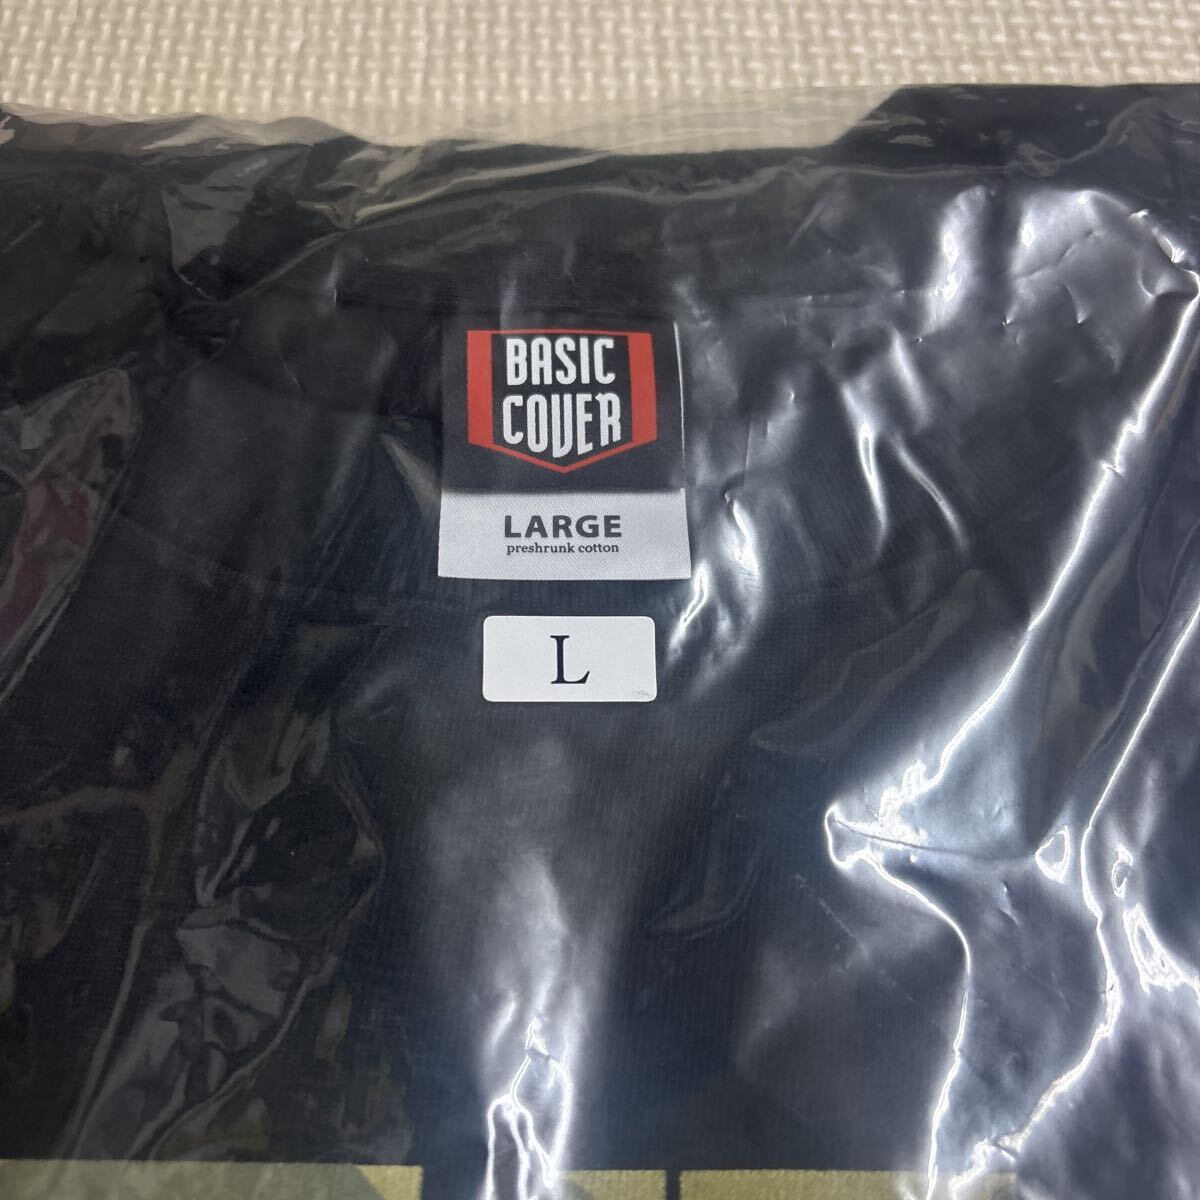 BASIC
COVER
LARGE
preshrunk cotton
L